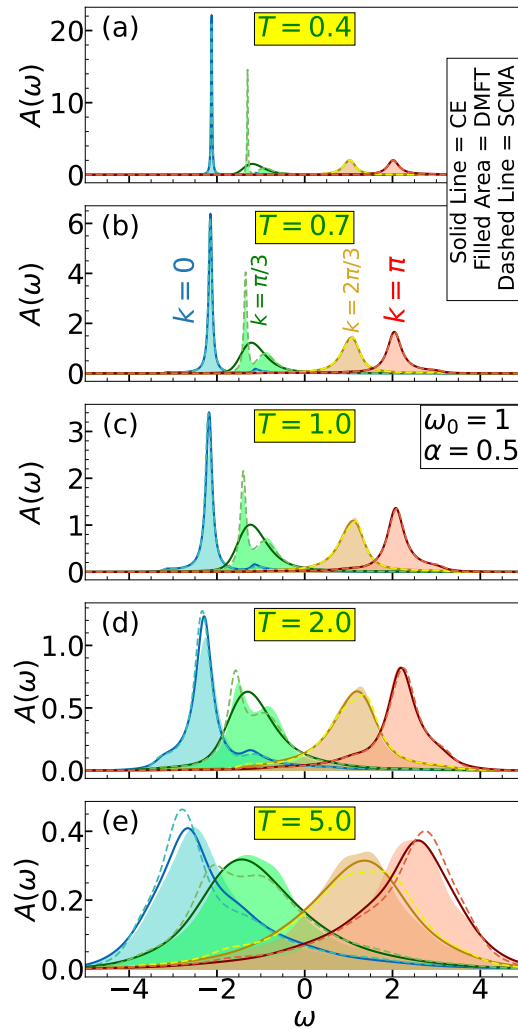 (a)
T = 0.4
20
10
0
A(ω)
Solid Line = CE
Filled Area = DMFT
Dashed Line = SCMA
(b)
T = 0.7
6
4
2
0
A(ω)
k = 0
k = π/3
k = 2π/3
k = π
(c)
T = 1.0
ω₀ = 1
α = 0.5
3
2
1
0
A(ω)
(d)
T = 2.0
1.0
0.5
0.0
A(ω)
(e)
T = 5.0
0.4
0.2
0.0
A(ω)
−4 −2 0 2 4
ω